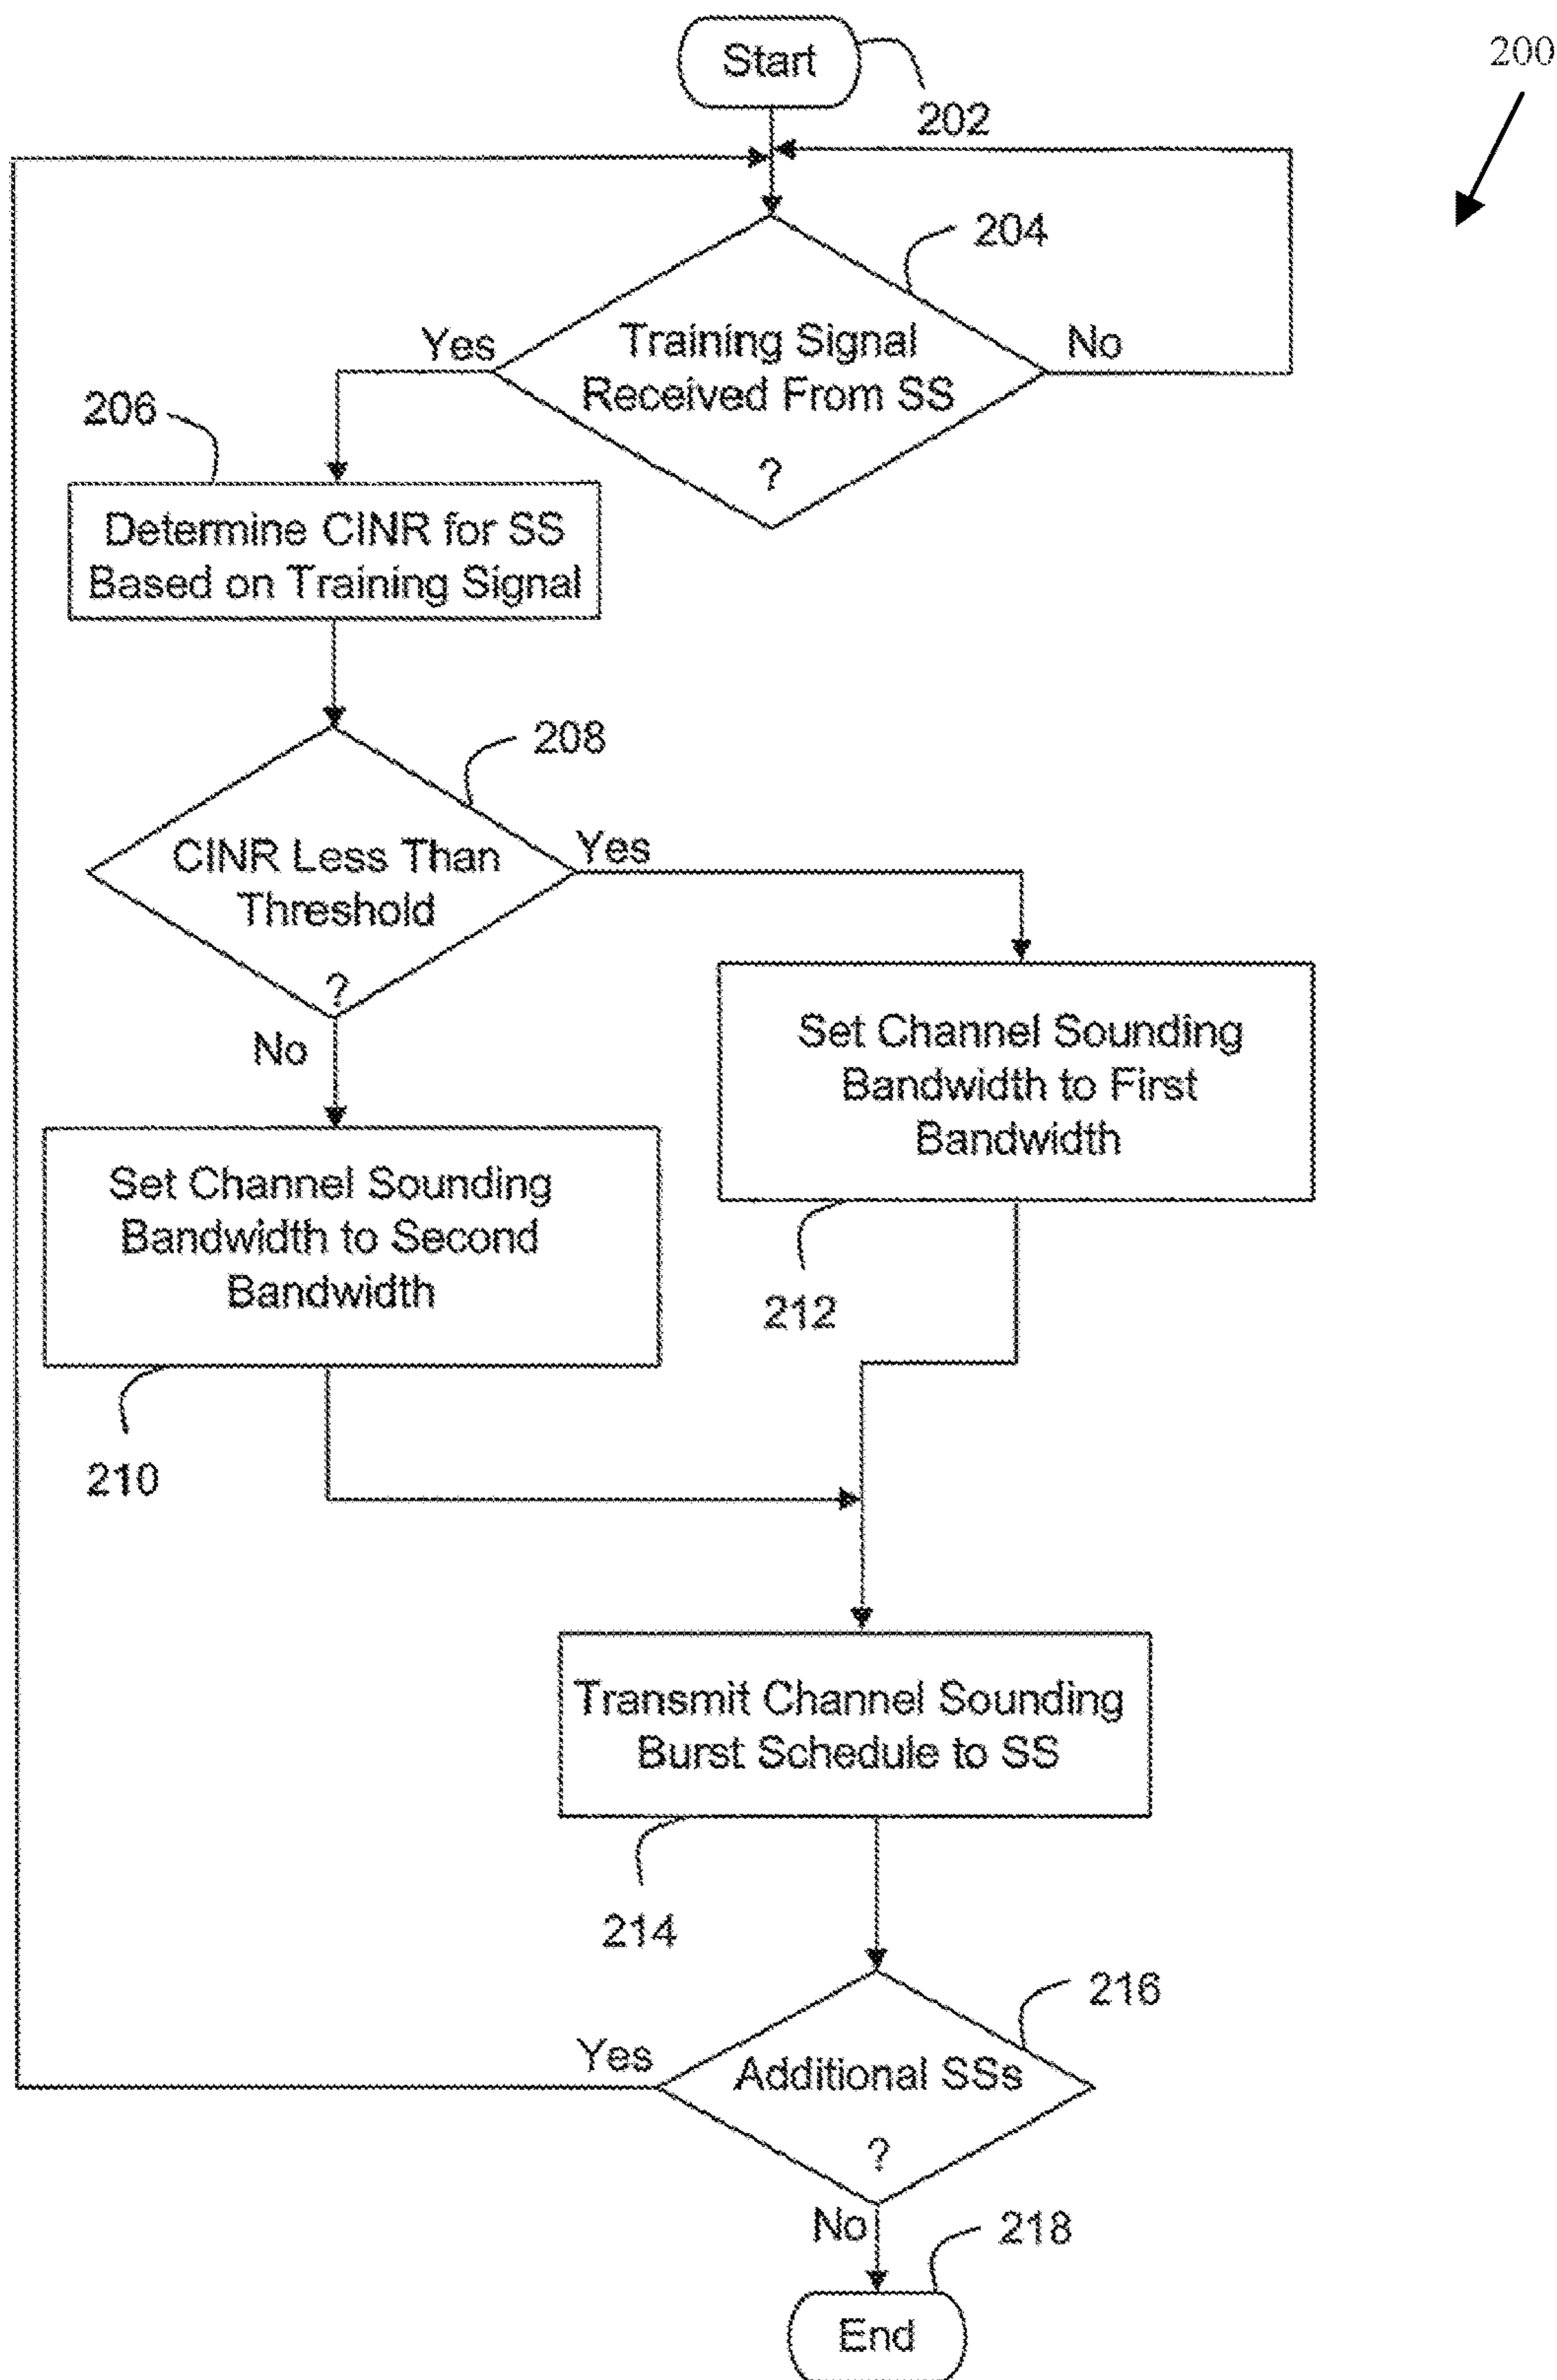 Start
200
202
204
Yes
Training Signal
Received From SS
?
No
206
Determine CINR for SS
Based on Training Signal
208
CINR Less Than
Threshold
?
Yes
No
Set Channel Sounding
Bandwidth to First
Bandwidth
Set Channel Sounding
Bandwidth to Second
Bandwidth
212
210
Transmit Channel Sounding
Burst Schedule to SS
214
216
Yes
Additional SSs
?
No
218
End